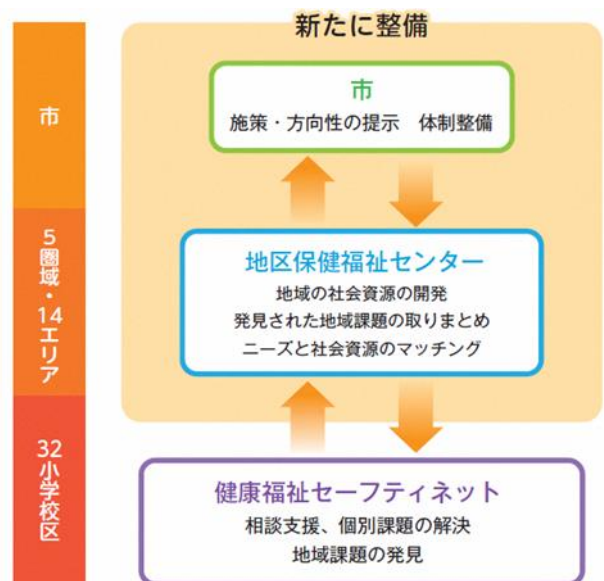 新たに整備
市
市
施策・方向性の提示　体制整備
5圏域・14エリア
地区保健福祉センター
地域の社会資源の開発
発見された地域課題の取りまとめ
ニーズと社会資源のマッチング
32小学校区
健康福祉セーフティネット
相談支援、個別課題の解決
地域課題の発見